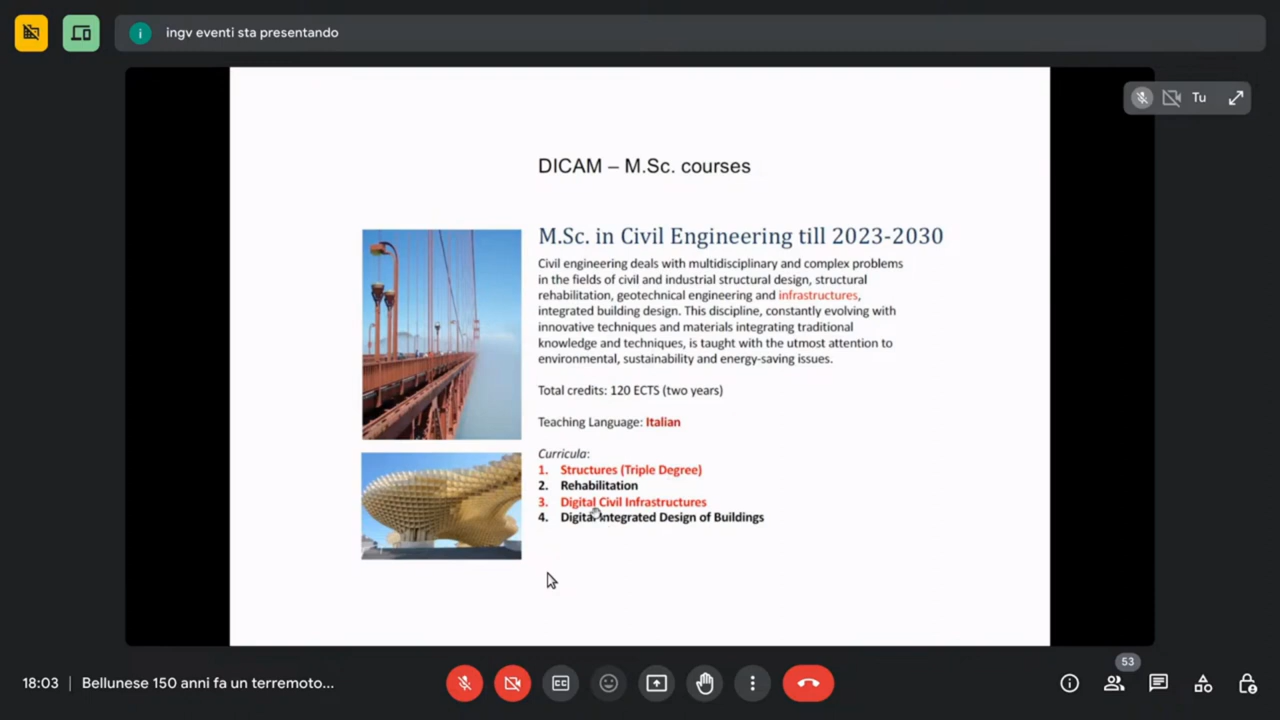 ingv eventi sta presentando
Tu
DICAM – M.Sc. courses
M.Sc. in Civil Engineering till 2023-2030
Civil engineering deals with multidisciplinary and complex problems
in the fields of civil and industrial structural design, structural
rehabilitation, geotechnical engineering and infrastructures,
integrated building design. This discipline, constantly evolving with
innovative techniques and materials integrating traditional
knowledge and techniques, is taught with the utmost attention to
environmental, sustainability and energy-saving issues.
Total credits: 120 ECTS (two years)
Teaching Language: Italian
Curricula:
1. Structures (Triple Degree)
2. Rehabilitation
3. Digital Civil Infrastructures
4. Digital Integrated Design of Buildings
53
18:03 | Bellunese 150 anni fa un terremoto...